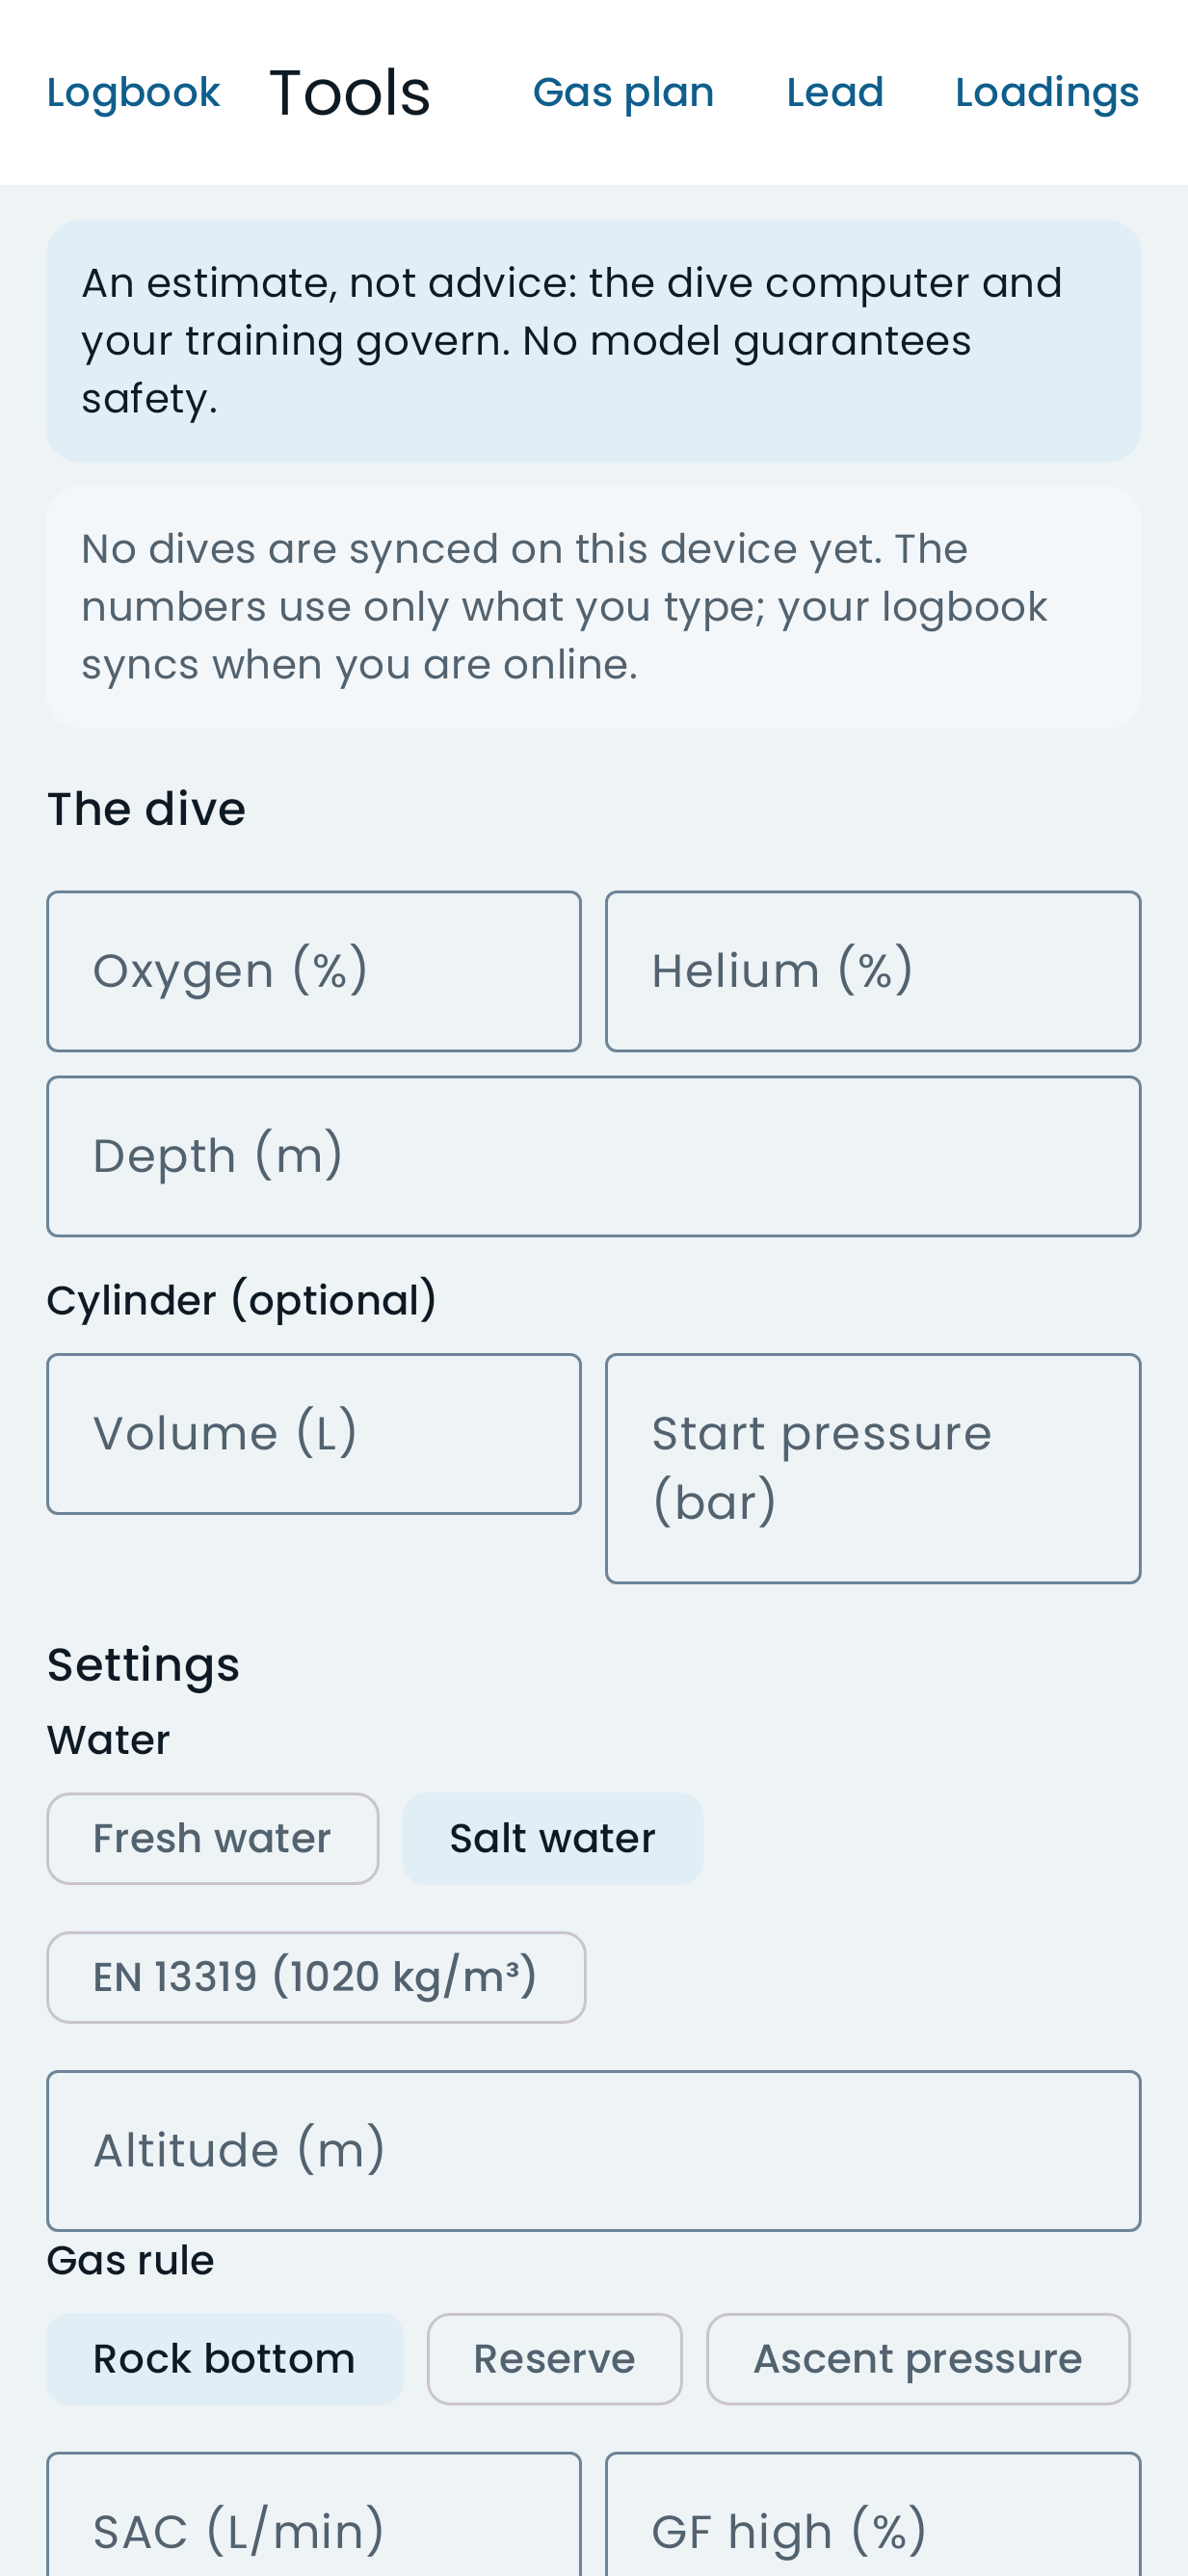 Logbook Tools Gas plan Lead Loadings
An estimate, not advice: the dive computer and
your training govern. No model guarantees
safety.
No dives are synced on this device yet. The
numbers use only what you type; your logbook
syncs when you are online.
The dive
Oxygen (%) Helium (%)
Depth (m)
Cylinder (optional)
Volume (L) Start pressure
(bar)
Settings
Water
Fresh water Salt water
EN 13319 (1020 kg/m³)
Altitude (m)
Gas rule
Rock bottom Reserve Ascent pressure
SAC (L/min) GF high (%)